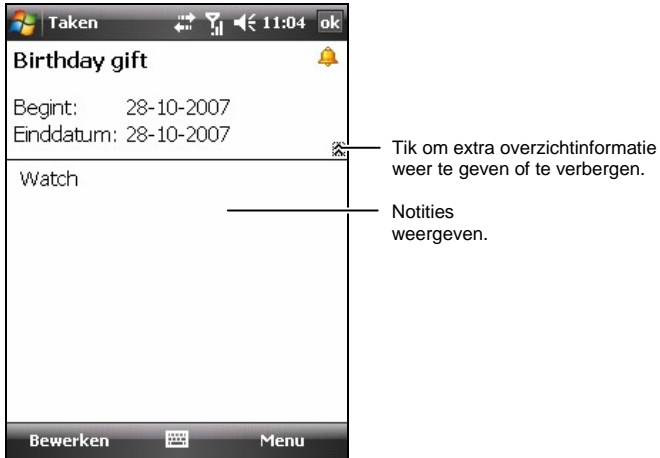 Taken 11:04 ok
Birthday gift
Begint: 28-10-2007
Einddatum: 28-10-2007
Watch
Bewerken Menu
Tik om extra overzichtinformatie
weer te geven of te verbergen.
Notities
weergeven.